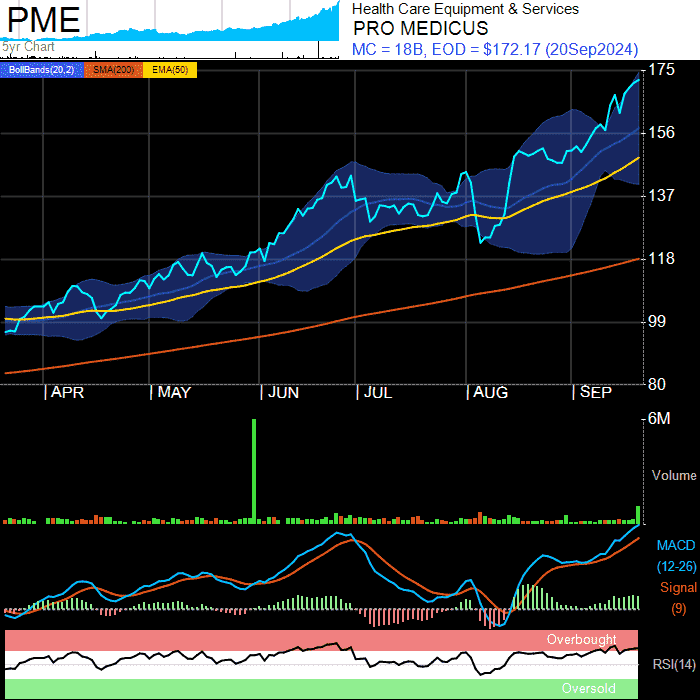 PME
5yr Chart
Health Care Equipment & Services
PRO MEDICUS
MC = 18B, EOD = $172.17 (20Sep2024)
BollBands(20,2) SMA(200) EMA(50)
175
156
137
118
99
80
APR MAY JUN JUL AUG SEP
6M
Volume
MACD
(12-26)
Signal
(9)
Overbought
RSI(14)
Oversold